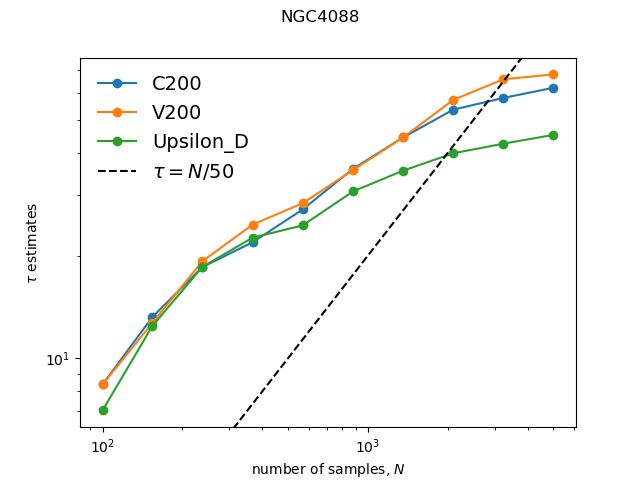 NGC4088
C200
V200
Upsilon_D
τ = N/50
τ estimates
10¹
10² 10³
number of samples, N